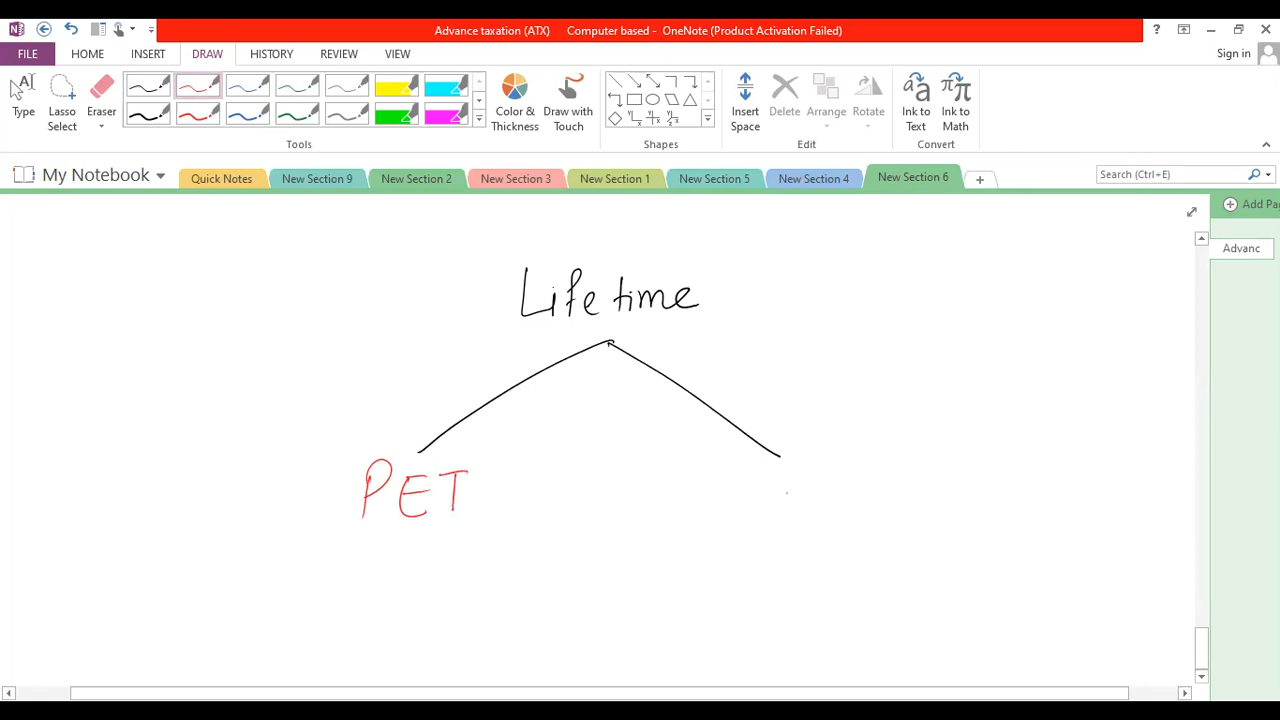 Advance taxation (ATX) Computer based - OneNote (Product Activation Failed)
FILE HOME INSERT DRAW HISTORY REVIEW VIEW
Sign in
Type
Lasso Select
Eraser
Color & Thickness
Draw with Touch
Insert Space
Delete
Arrange
Rotate
Ink to Text
Ink to Math
Tools
Shapes
Edit
Convert
My Notebook
Quick Notes
New Section 9
New Section 2
New Section 3
New Section 1
New Section 5
New Section 4
New Section 6
Search (Ctrl+E)
Add Pag
Advanc
Life time
PET